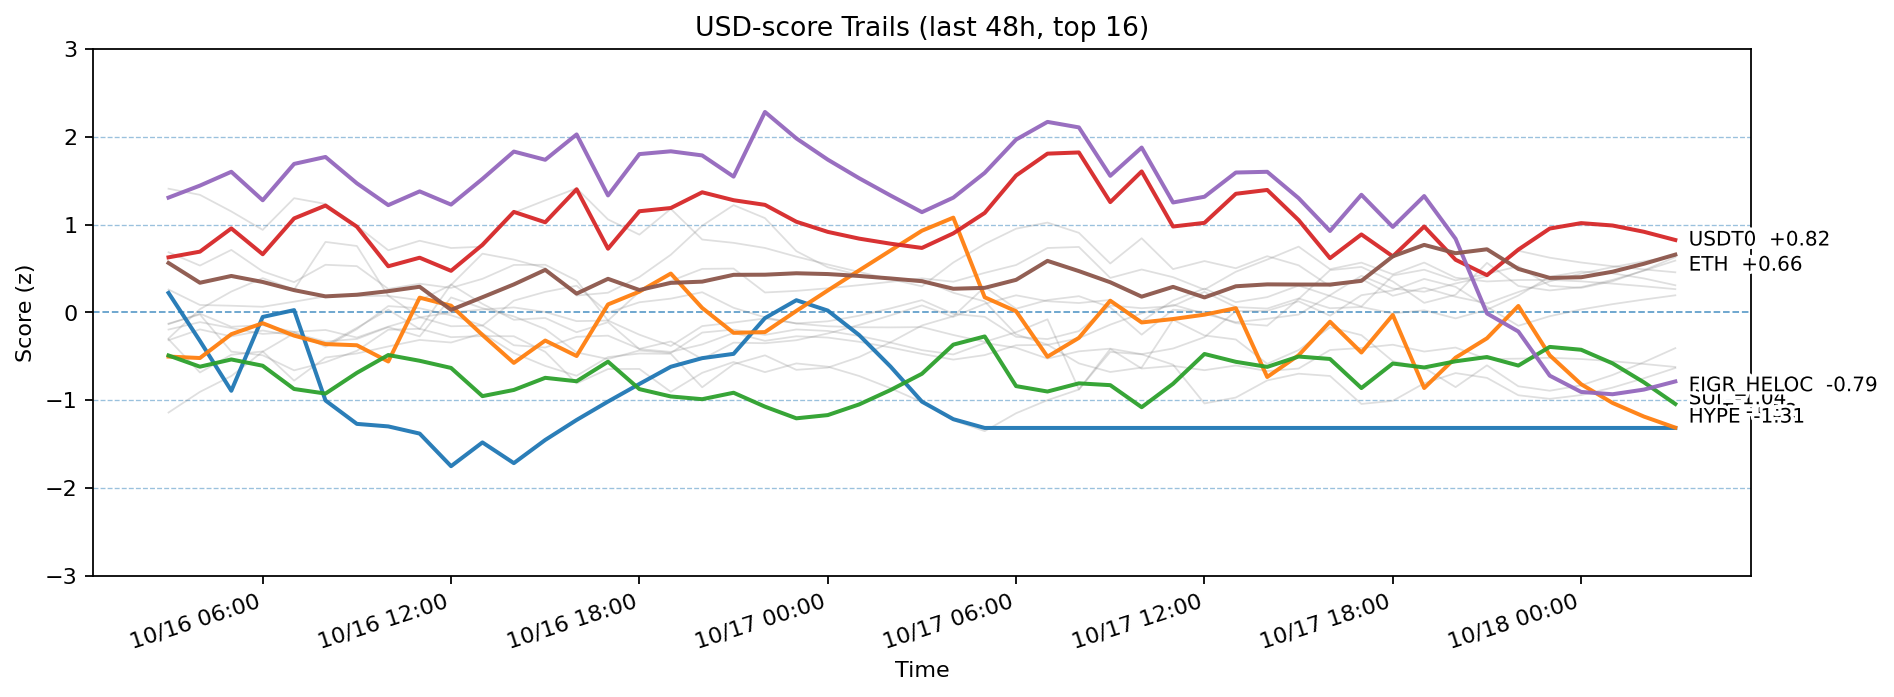 USD-score Trails (last 48h, top 16)
Score (z)
3
2
1
0
−1
−2
−3
USDT0 +0.82
ETH +0.66
FIGR_HELOC -0.79
SUI -1.04
HYPE -1.31
10/16 06:00
10/16 12:00
10/16 18:00
10/17 00:00
10/17 06:00
10/17 12:00
10/17 18:00
10/18 00:00
Time